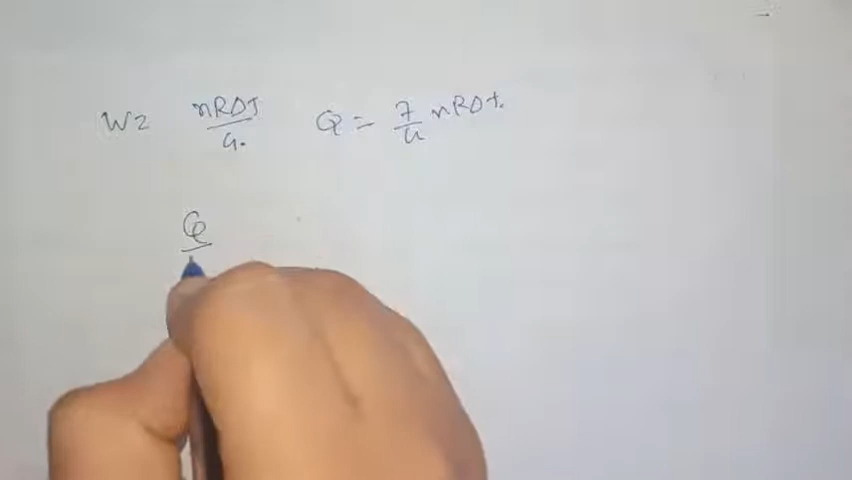 W = nRΔT/4. Q = 7/4 nRΔt.
Q